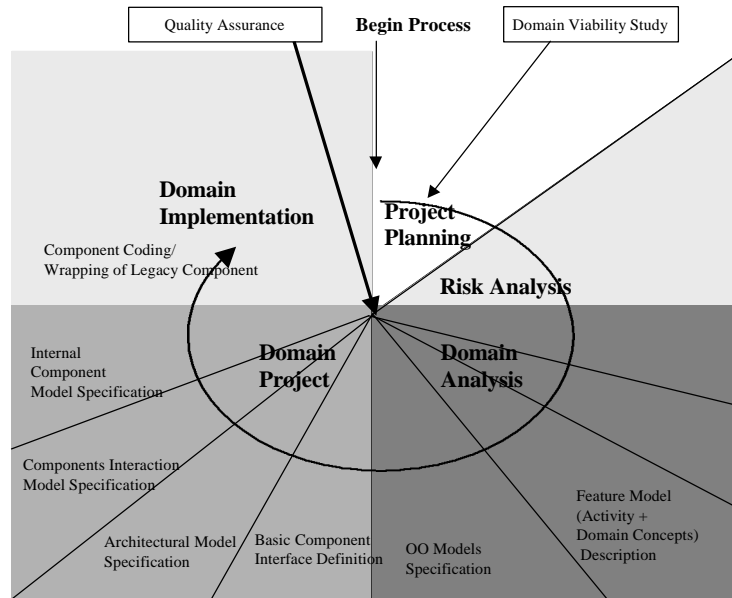 Quality Assurance
Begin Process
Domain Viability Study
Domain
Implementation
Project
Planning
Component Coding/
Wrapping of Legacy Component
Risk Analysis
Internal
Component
Model Specification
Domain
Project
Domain
Analysis
Components Interaction
Model Specification
Architectural Model
Specification
Basic Component
Interface Definition
OO Models
Specification
Feature Model
(Activity +
Domain Concepts)
Description